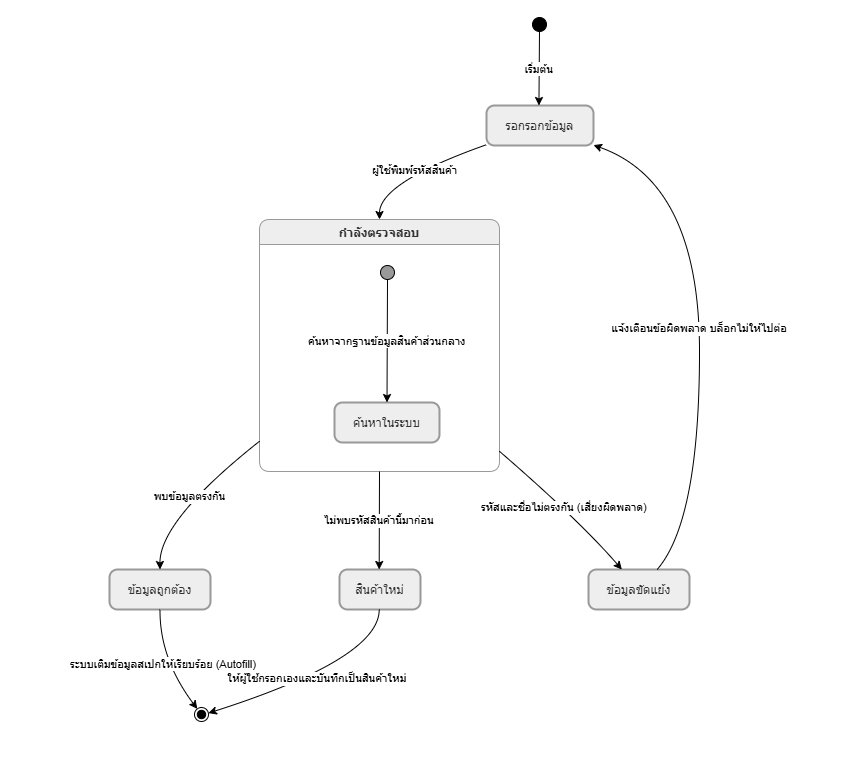 เริ่มต้น
รอกรอกข้อมูล
ผู้ใช้พิมพ์รหัสสินค้า
กำลังตรวจสอบ
ค้นหาจากฐานข้อมูลสินค้าส่วนกลาง
แจ้งเตือนข้อผิดพลาด บล็อกไม่ให้ไปต่อ
ค้นหาในระบบ
พบข้อมูลตรงกัน
ไม่พบรหัสสินค้านี้มาก่อน
รหัสและชื่อไม่ตรงกัน (เสี่ยงผิดพลาด)
ข้อมูลถูกต้อง
สินค้าใหม่
ข้อมูลขัดแย้ง
ระบบเติมข้อมูลสเปกให้เรียบร้อย (Autofill)
ให้ผู้ใช้กรอกเองและบันทึกเป็นสินค้าใหม่